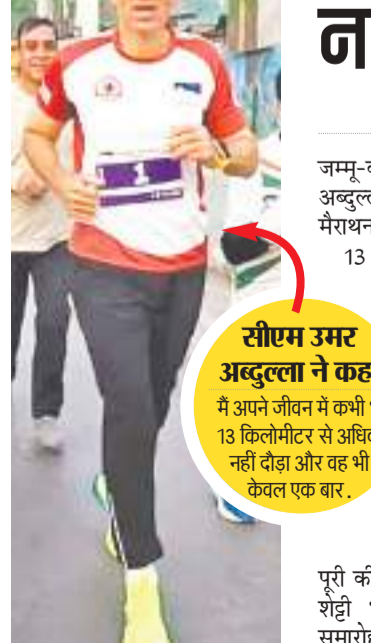 न
जम्मू-
अब्दुल्ल
मैराथन
13
1
सीएम उमर
अब्दुल्ला ने कह
मैं अपने जीवन में कभी
13 किलोमीटर से अधि
नहीं दौड़ा और वह भी
केवल एक बार.
पूरी की
शेट्टी
समारोह